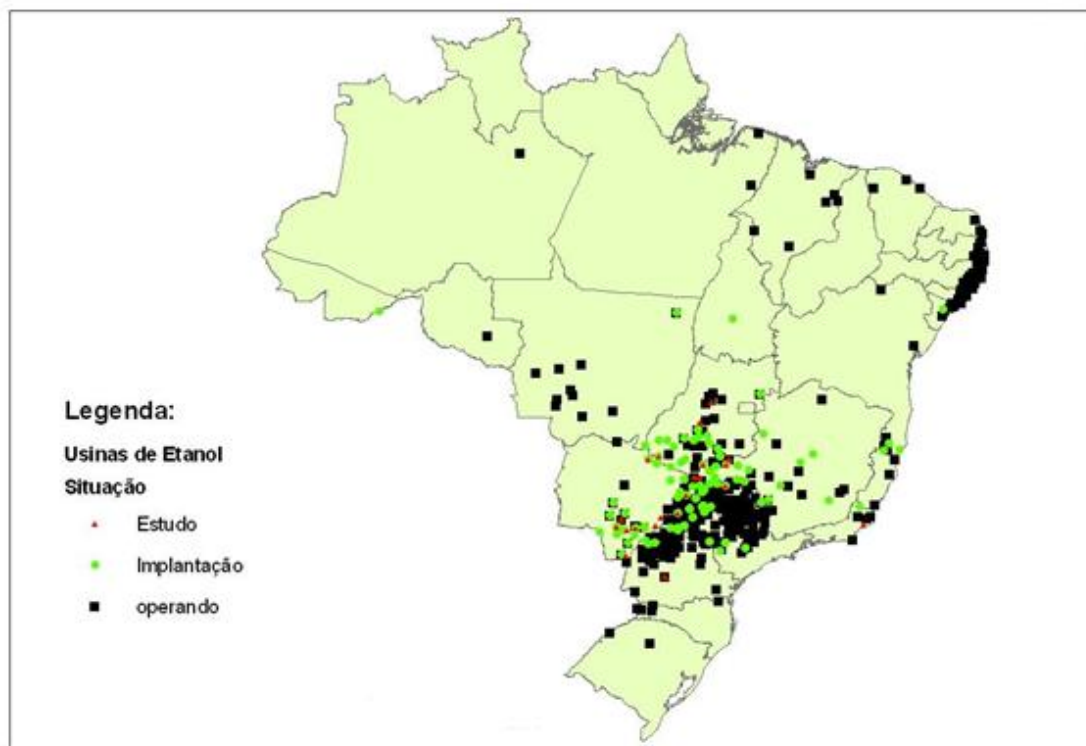 Legenda:
Usinas de Etanol
Situação
Estudo
Implantação
operando